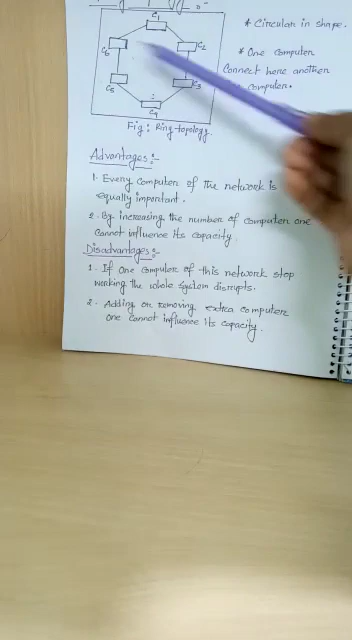 C1
C6
C2
C5
C3
C4
Fig: Ring topology.
* Circular in shape.
* One computer
Connect here another
computer.
Advantages:-
1. Every computer of the network is
equally important.
2. By increasing the number of computer one
cannot influence its capacity.
Disadvantages:-
1. If one computer of this network stop
working the whole system disrupts.
2. Adding or removing extra computer
one cannot influence its capacity.